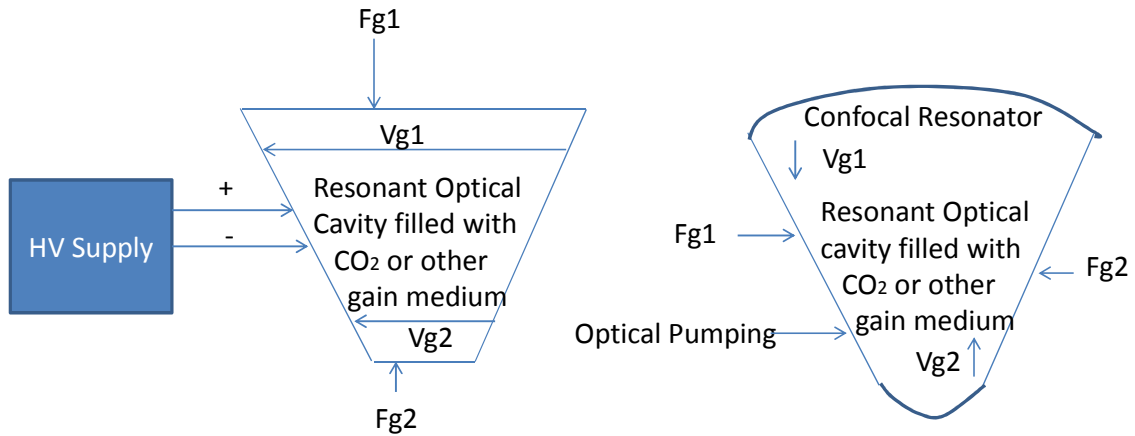 Fg1
Vg1
+
-
HV Supply
Resonant Optical
Cavity filled with
CO2 or other
gain medium
Vg2
Fg2
Confocal Resonator
Vg1
Resonant Optical
cavity filled with
CO2 or other
gain medium
Fg1
Fg2
Optical Pumping
Vg2